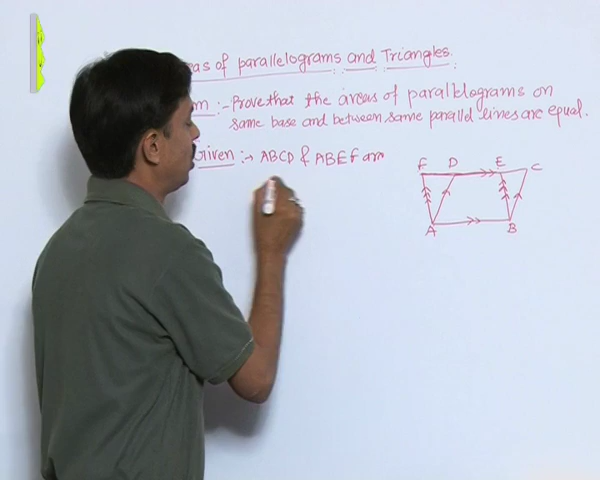 as of parallelograms and Triangles.
m :- Prove that the areas of parallelograms on
same base and between same parallel lines are equal.
Given :- ABCD & ABEF are
F D E C
A B